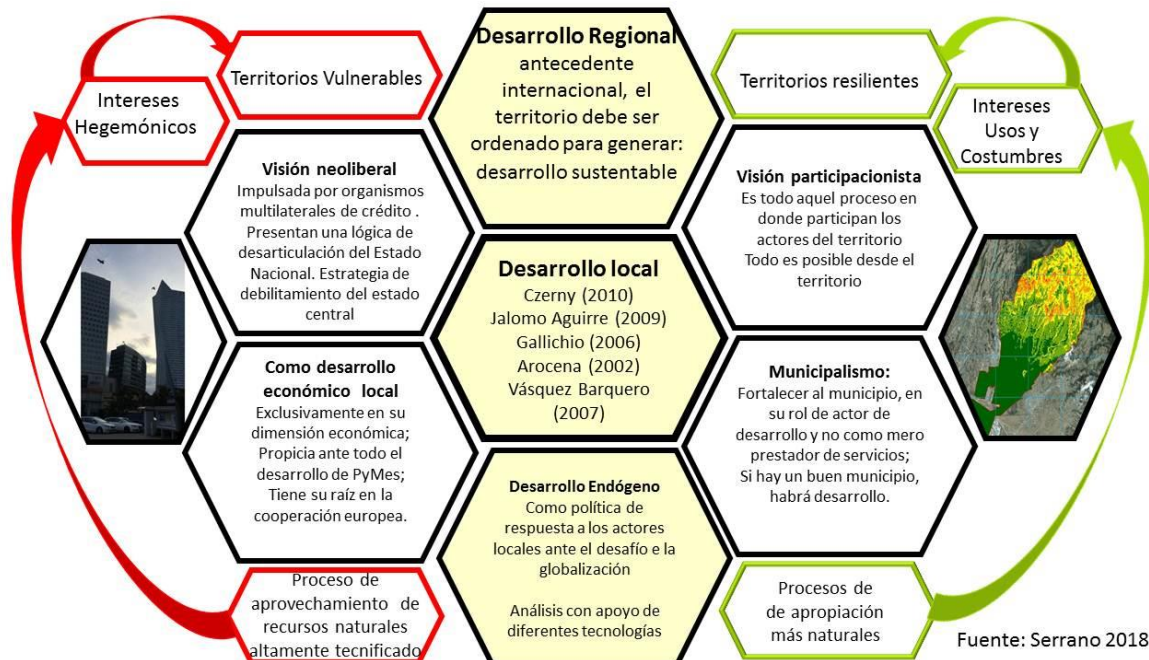 Intereses
Hegemónicos
Territorios Vulnerables
Visión neoliberal
Impulsada por organismos
multilaterales de crédito .
Presentan una lógica de
desarticulación del Estado
Nacional. Estrategia de
debilitamiento del estado
central
Como desarrollo
económico local
Exclusivamente en su
dimensión económica;
Propicia ante todo el
desarrollo de PyMes;
Tiene su raíz en la
cooperación europea.
Proceso de
aprovechamiento de
recursos naturales
altamente tecnificado
Desarrollo Regional
antecedente
internacional, el
territorio debe ser
ordenado para generar:
desarrollo sustentable
Desarrollo local
Czerny (2010)
Jalomo Aguirre (2009)
Gallichio (2006)
Arocena (2002)
Vásquez Barquero
(2007)
Desarrollo Endógeno
Como política de
respuesta a los actores
locales ante el desafío e la
globalización
Análisis con apoyo de
diferentes tecnologías
Territorios resilientes
Intereses
Usos y
Costumbres
Visión participacionista
Es todo aquel proceso en
donde participan los
actores del territorio
Todo es posible desde el
territorio
Municipalismo:
Fortalecer al municipio, en
su rol de actor de
desarrollo y no como mero
prestador de servicios;
Si hay un buen municipio,
habrá desarrollo.
Procesos de
de apropiación
más naturales
Fuente: Serrano 2018